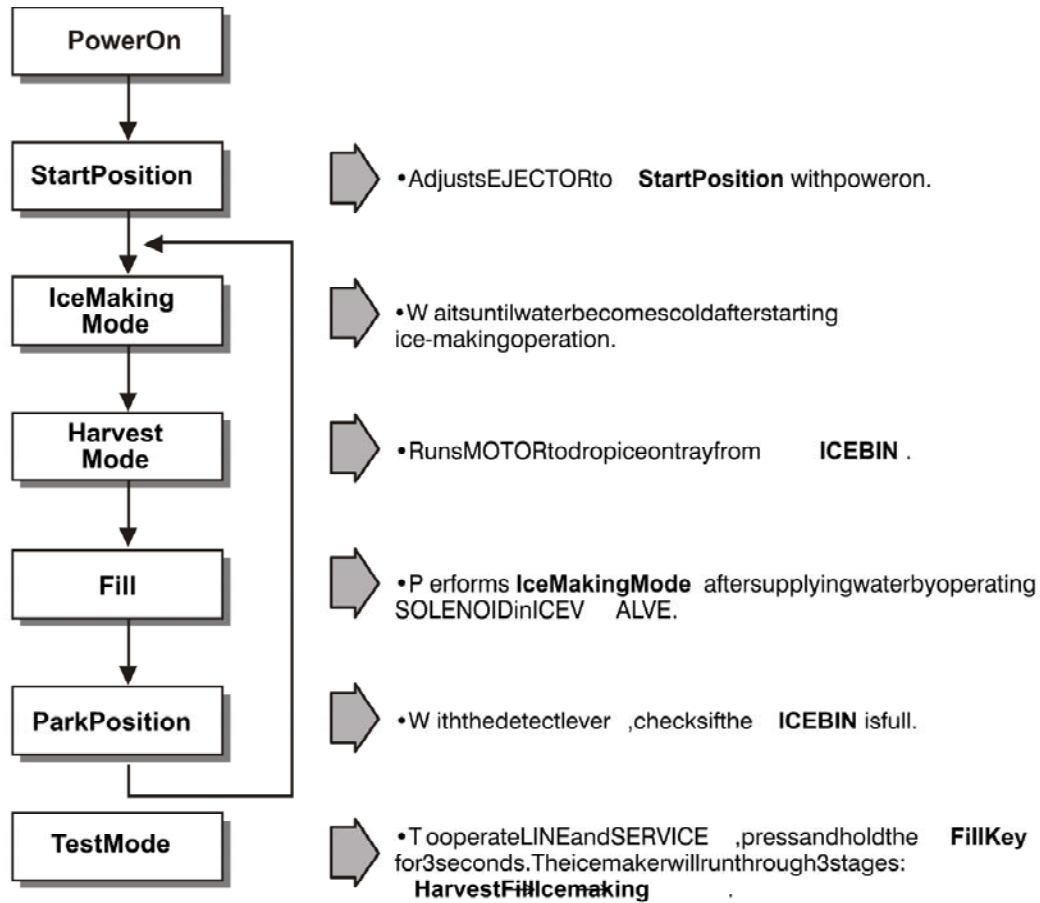 PowerOn
StartPosition
•AdjustsEJECTORto StartPosition withpoweron.
IceMaking
Mode
•W aitsuntilwaterbecomescoldafterstarting
ice-makingoperation.
Harvest
Mode
•RunsMOTORtodropiceontrayfrom ICEBIN .
Fill
•P erforms IceMakingMode aftersupplyingwaterbyoperating
SOLENOIDinICEV ALVE.
ParkPosition
•W iththedetectlever ,checksifthe ICEBIN isfull.
TestMode
•T ooperateLINEandSERVICE ,pressandholdthe FillKey
for3seconds.Theicemakerwillrunthrough3stages:
HarvestFillIcemaking .